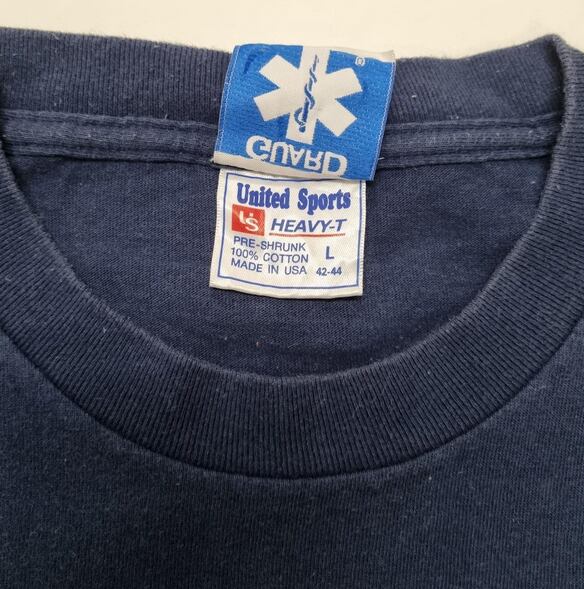 ®
GUARD
United Sports
US HEAVY-T
PRE-SHRUNK
100% COTTON L
MADE IN USA 42-44